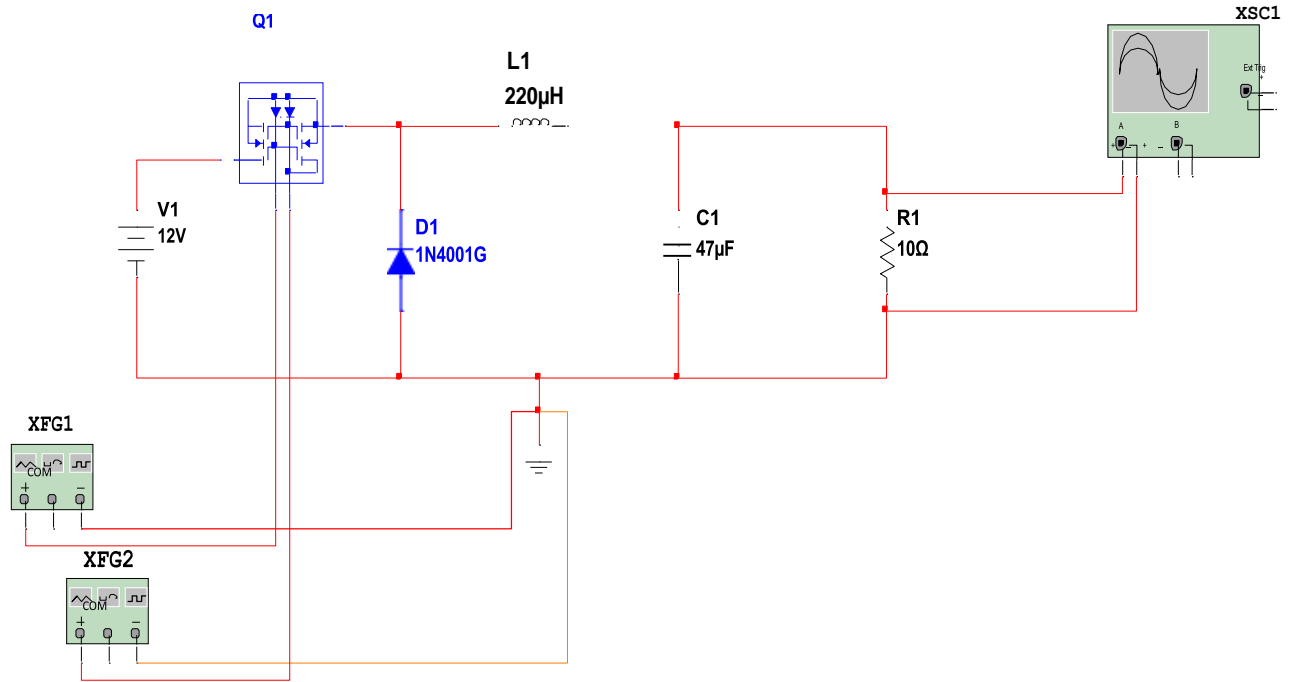 XSC1
Q1
Ext Trig
+
−
A
B
+
−
+
−
L1
220µH
V1
12V
D1
1N4001G
C1
47µF
R1
10Ω
XFG1
COM
+
−
XFG2
COM
+
−